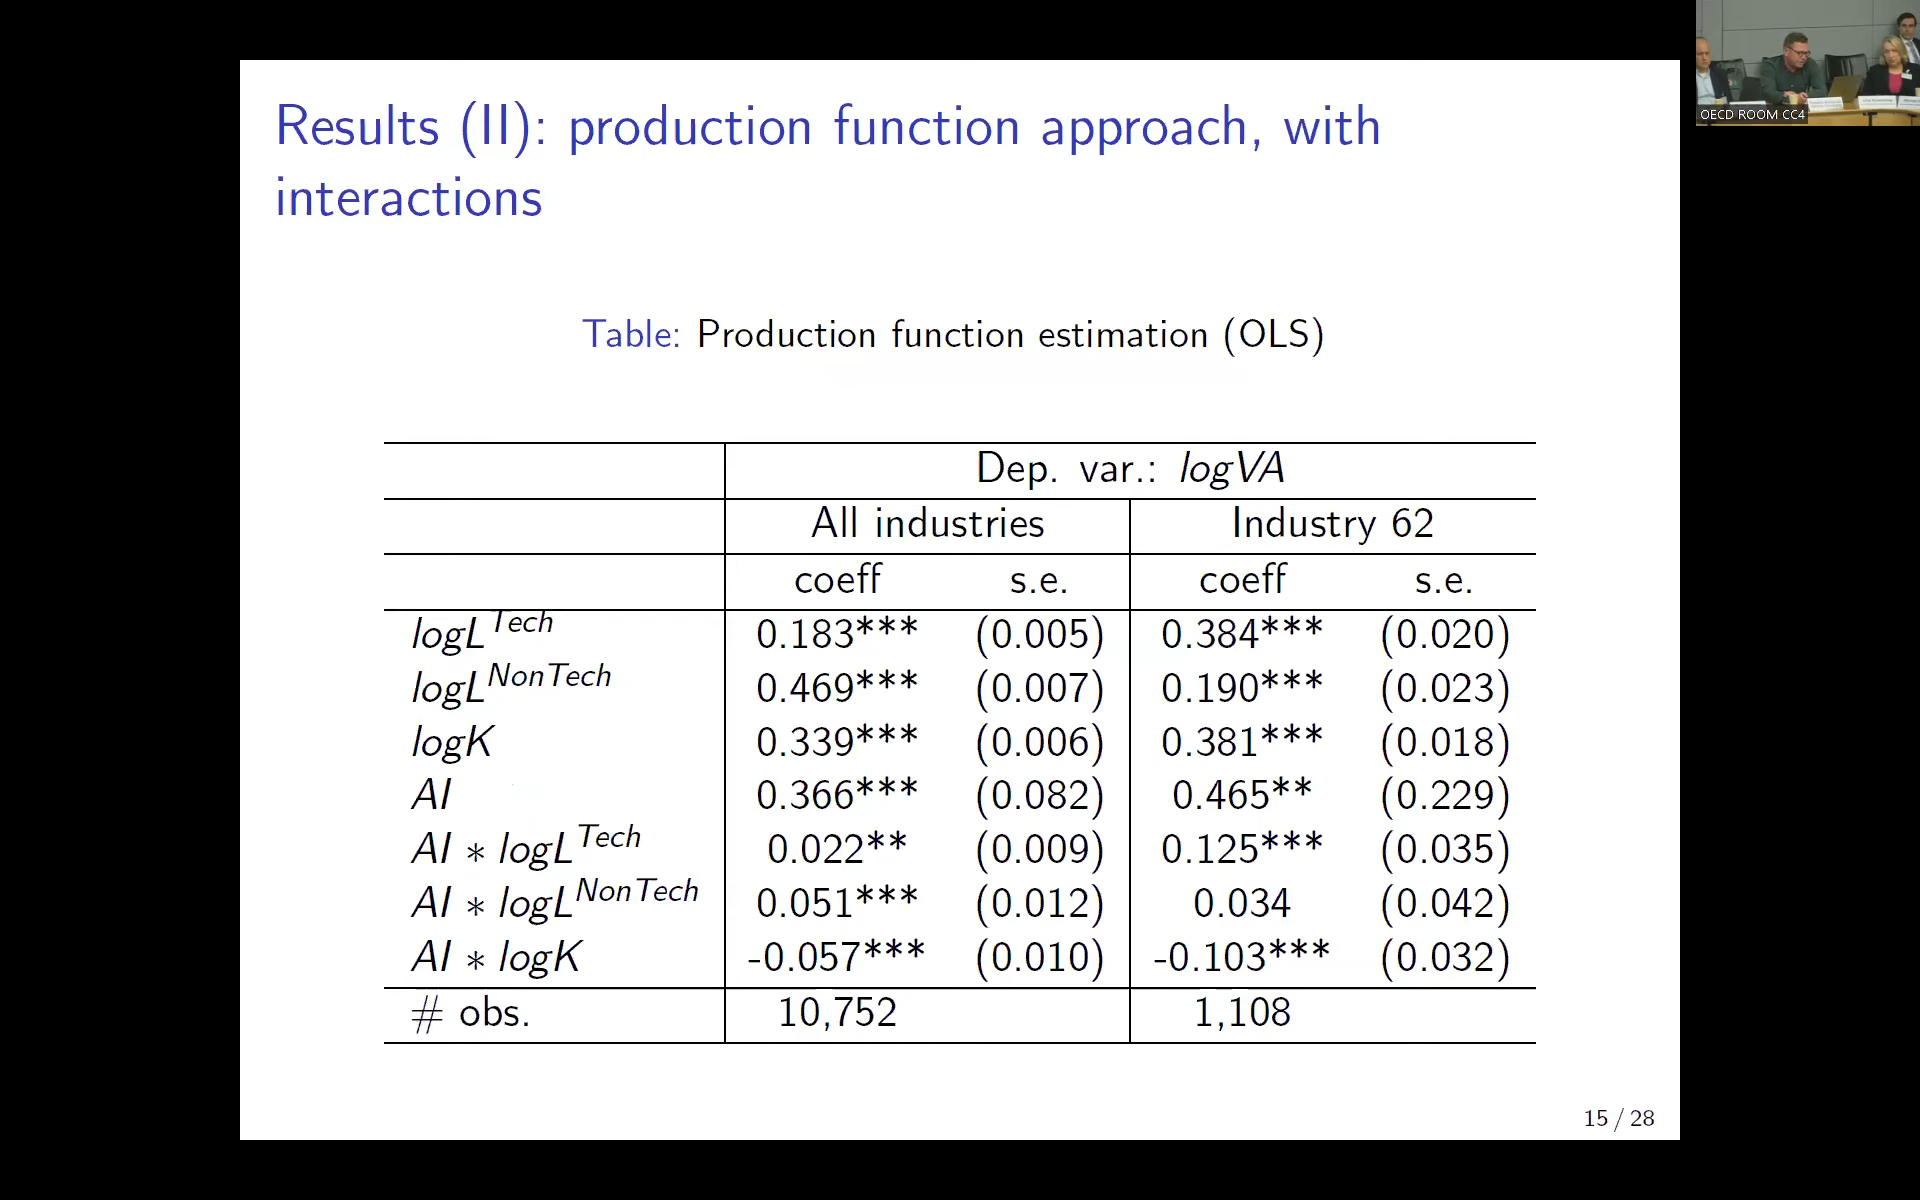 OECD ROOM CC4
Results (II): production function approach, with
interactions
Table: Production function estimation (OLS)
Dep. var.: logVA
All industries Industry 62
coeff s.e. coeff s.e.
logL^Tech 0.183*** (0.005) 0.384*** (0.020)
logL^NonTech 0.469*** (0.007) 0.190*** (0.023)
logK 0.339*** (0.006) 0.381*** (0.018)
AI 0.366*** (0.082) 0.465** (0.229)
AI * logL^Tech 0.022** (0.009) 0.125*** (0.035)
AI * logL^NonTech 0.051*** (0.012) 0.034 (0.042)
AI * logK -0.057*** (0.010) -0.103*** (0.032)
# obs. 10,752 1,108
15 / 28